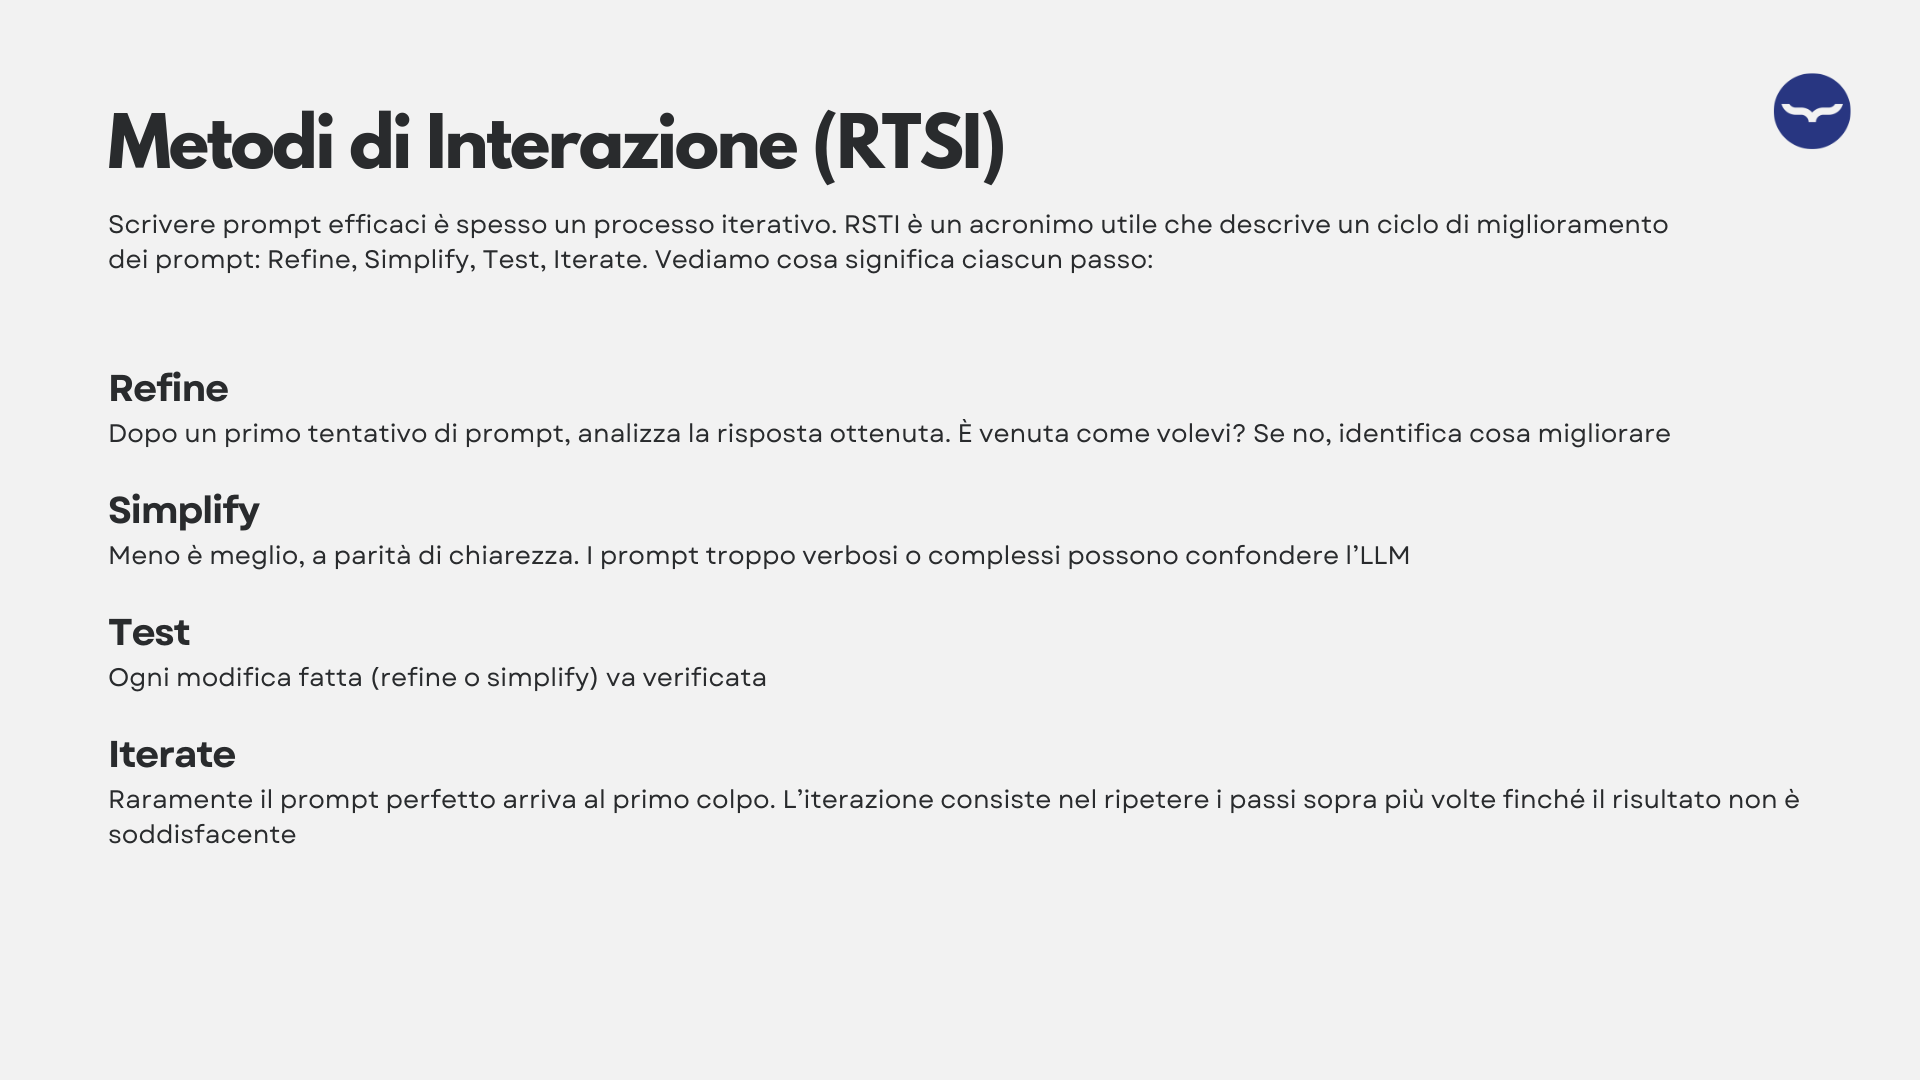 Metodi di Interazione (RTSI)
Scrivere prompt efficaci è spesso un processo iterativo. RSTI è un acronimo utile che descrive un ciclo di miglioramento
dei prompt: Refine, Simplify, Test, Iterate. Vediamo cosa significa ciascun passo:
Refine
Dopo un primo tentativo di prompt, analizza la risposta ottenuta. È venuta come volevi? Se no, identifica cosa migliorare
Simplify
Meno è meglio, a parità di chiarezza. I prompt troppo verbosi o complessi possono confondere l’LLM
Test
Ogni modifica fatta (refine o simplify) va verificata
Iterate
Raramente il prompt perfetto arriva al primo colpo. L’iterazione consiste nel ripetere i passi sopra più volte finché il risultato non è
soddisfacente